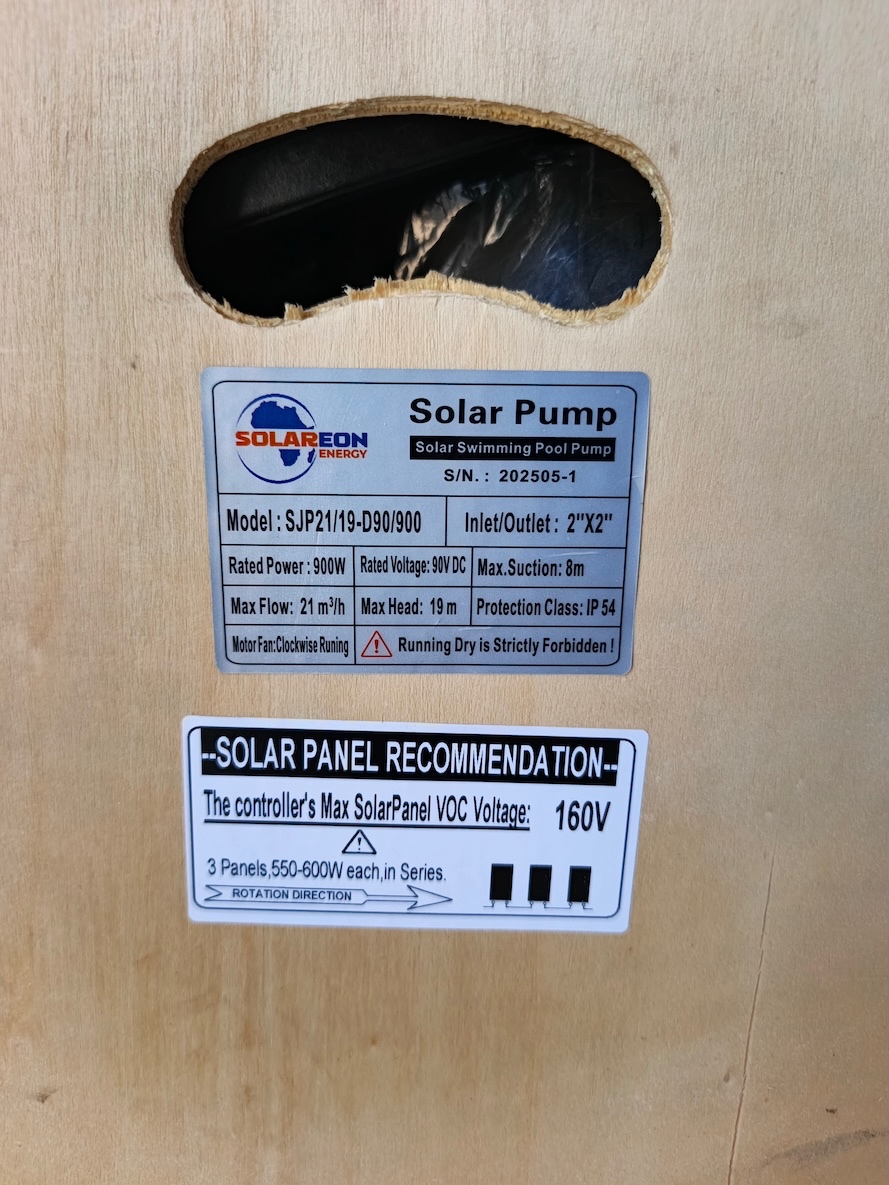 SOLAREON
ENERGY
Solar Pump
Solar Swimming Pool Pump
S/N. : 202505-1
Model : SJP21/19-D90/900
Inlet/Outlet : 2"X2"
Rated Power : 900W
Rated Voltage: 90V DC
Max.Suction: 8m
Max Flow: 21 m³/h
Max Head: 19 m
Protection Class: IP 54
Motor Fan:Clockwise Runing
Running Dry is Strictly Forbidden !
--SOLAR PANEL RECOMMENDATION--
The controller's Max SolarPanel VOC Voltage: 160V
3 Panels,550-600W each,in Series.
ROTATION DIRECTION